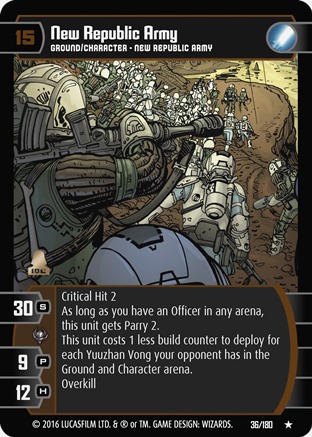 15 New Republic Army
GROUND/CHARACTER - NEW REPUBLIC ARMY
30 S
9 P
12 H
Critical Hit 2
As long as you have an Officer in any arena,
this unit gets Parry 2.
This unit costs 1 less build counter to deploy
for each Yuuzhan Vong your opponent has in
the Ground and Character arena.
Overkill
© 2016 LUCASFILM LTD. & ® or TM. GAME DESIGN: WIZARDS. 36/180